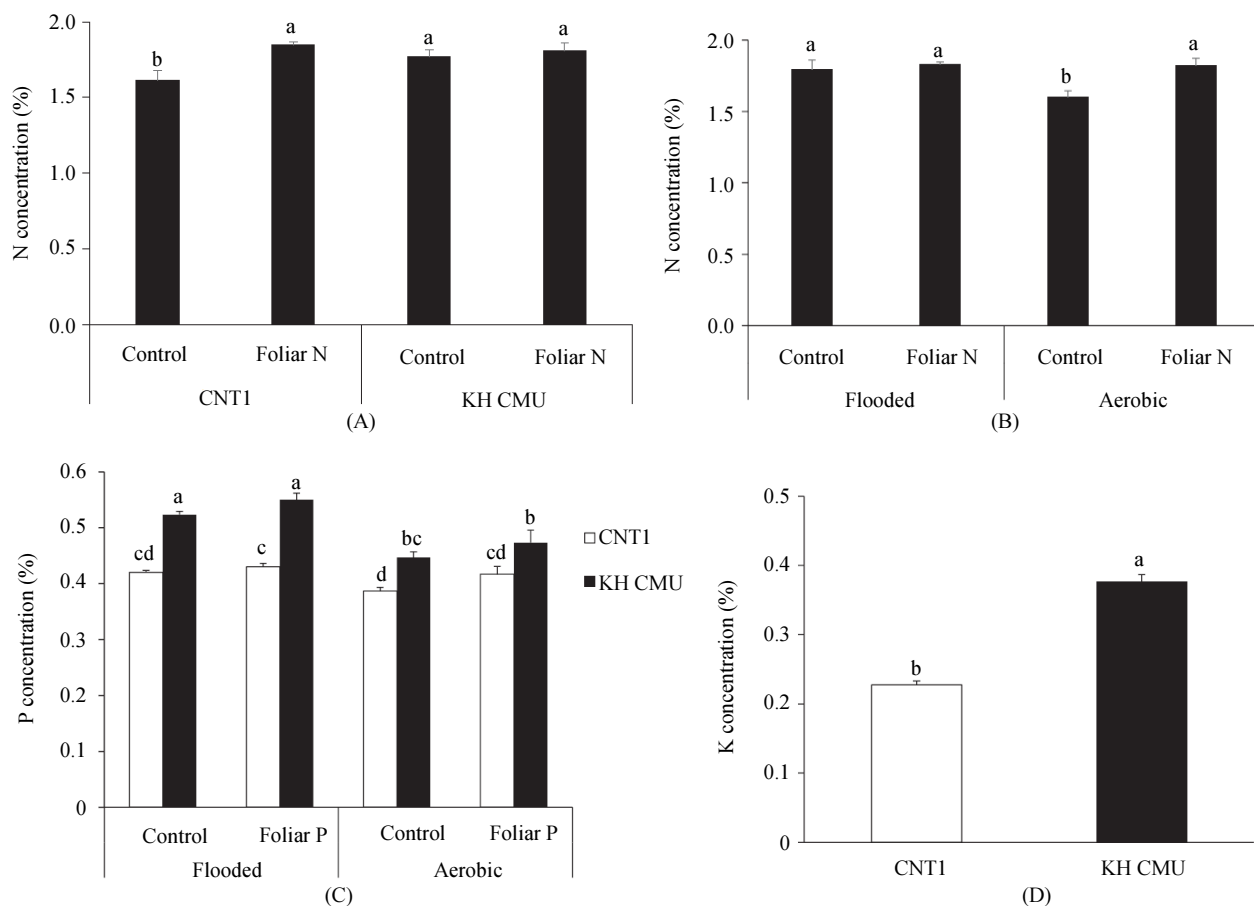 2.0
1.5
1.0
0.5
0.0
N concentration (%)
b
a
a
a
Control
Foliar N
Control
Foliar N
CNT1
KH CMU
(A)
2.0
1.5
1.0
0.5
0.0
N concentration (%)
a
a
b
a
Control
Foliar N
Control
Foliar N
Flooded
Aerobic
(B)
0.6
0.5
0.4
0.3
0.2
0.1
0
P concentration (%)
cd
a
c
a
d
bc
cd
b
CNT1
KH CMU
Control
Foliar P
Control
Foliar P
Flooded
Aerobic
(C)
0.5
0.4
0.3
0.2
0.1
0
K concentration (%)
b
a
CNT1
KH CMU
(D)